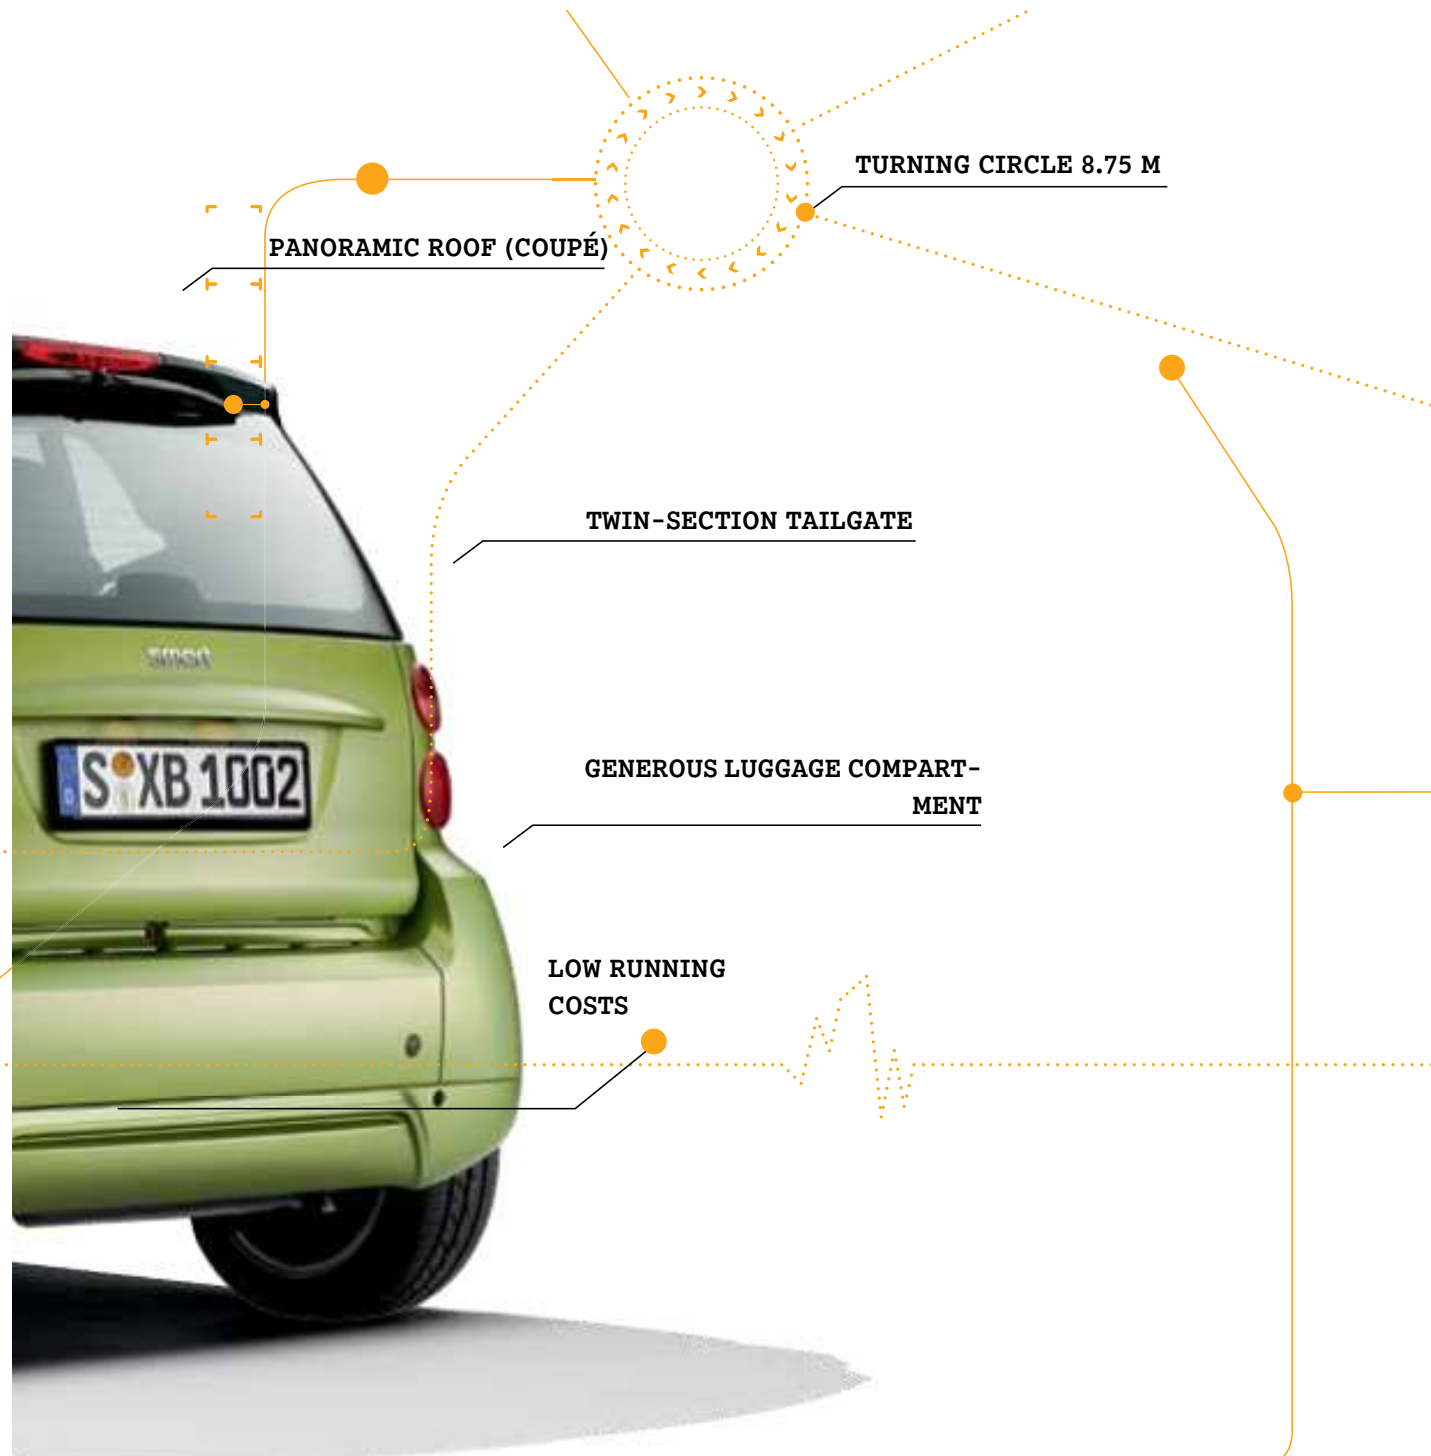 TURNING CIRCLE 8.75 M
PANORAMIC ROOF (COUPÉ)
TWIN-SECTION TAILGATE
smart
S XB 1002
GENEROUS LUGGAGE COMPART-
MENT
LOW RUNNING
COSTS